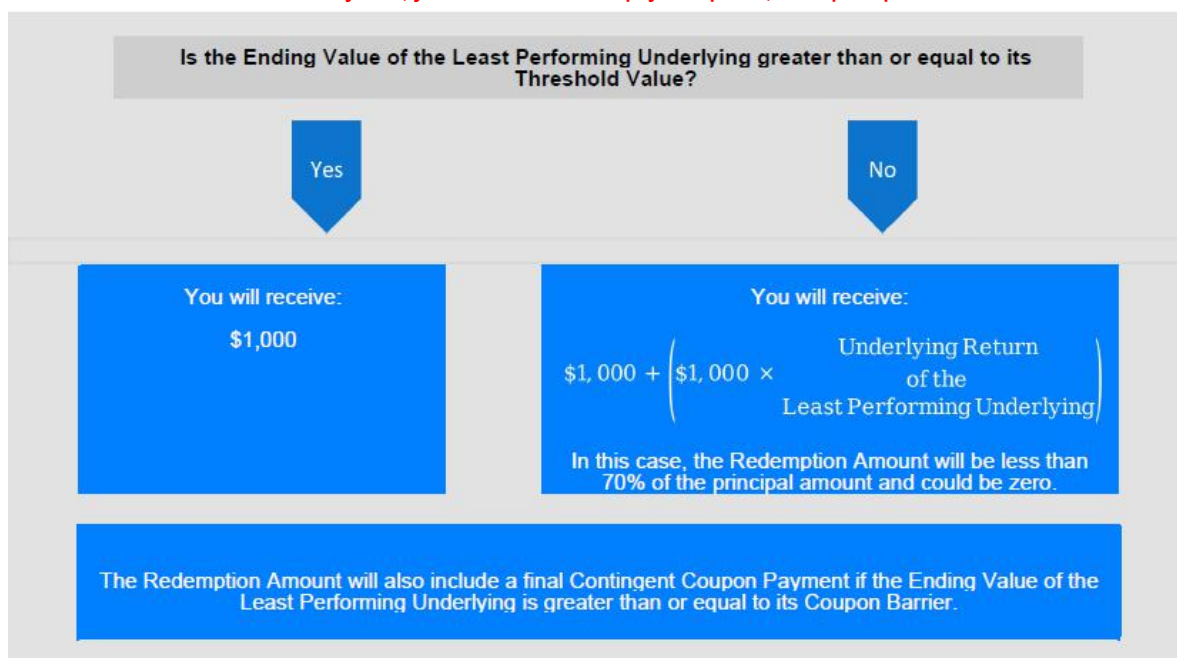 Is the Ending Value of the Least Performing Underlying greater than or equal to its
Threshold Value?
Yes
No
You will receive:
$1,000
You will receive:
$1, 000 + ($1, 000 × Underlying Return
of the
Least Performing Underlying)
In this case, the Redemption Amount will be less than
70% of the principal amount and could be zero.
The Redemption Amount will also include a final Contingent Coupon Payment if the Ending Value of the
Least Performing Underlying is greater than or equal to its Coupon Barrier.